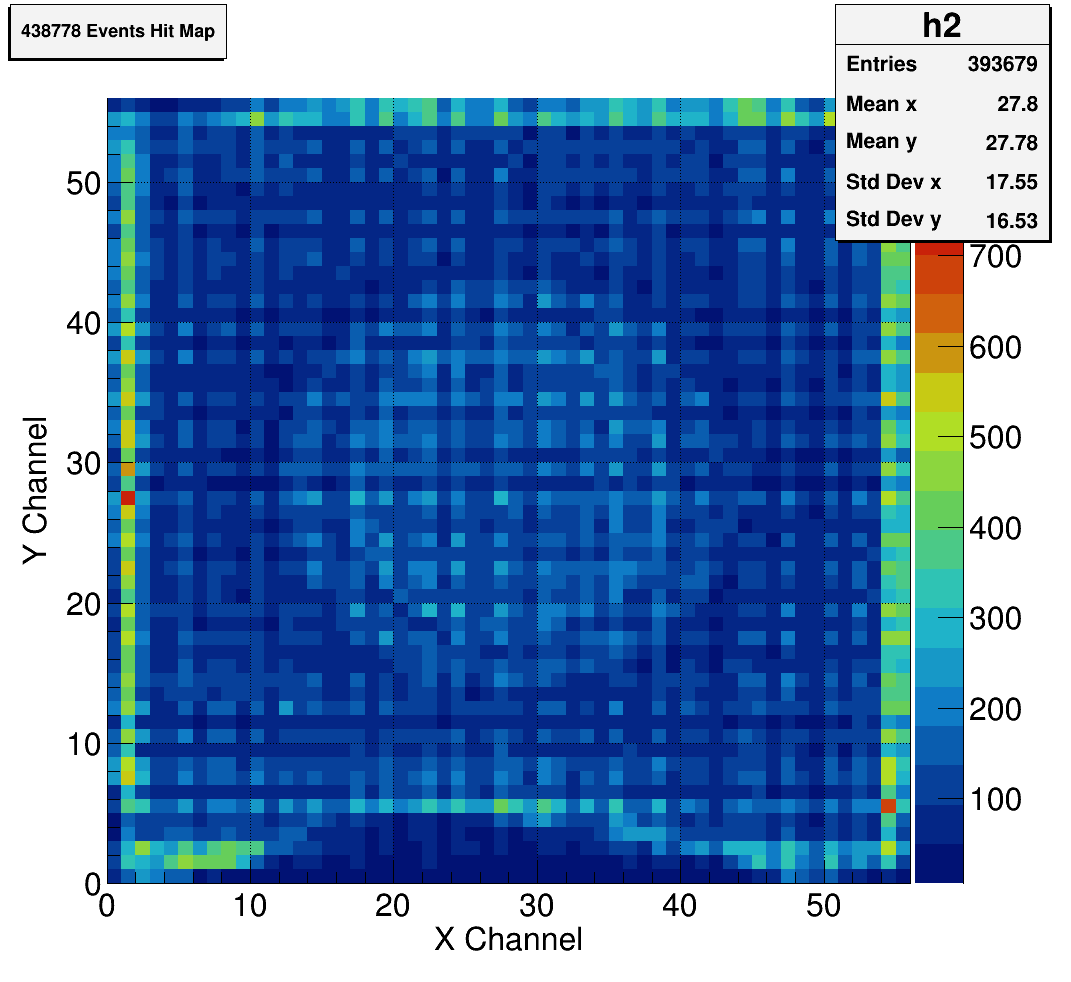 438778 Events Hit Map
h2
Entries 393679
Mean x 27.8
Mean y 27.78
Std Dev x 17.55
Std Dev y 16.53
50
40
30
20
10
0
Y Channel
0 10 20 30 40 50
X Channel
700
600
500
400
300
200
100